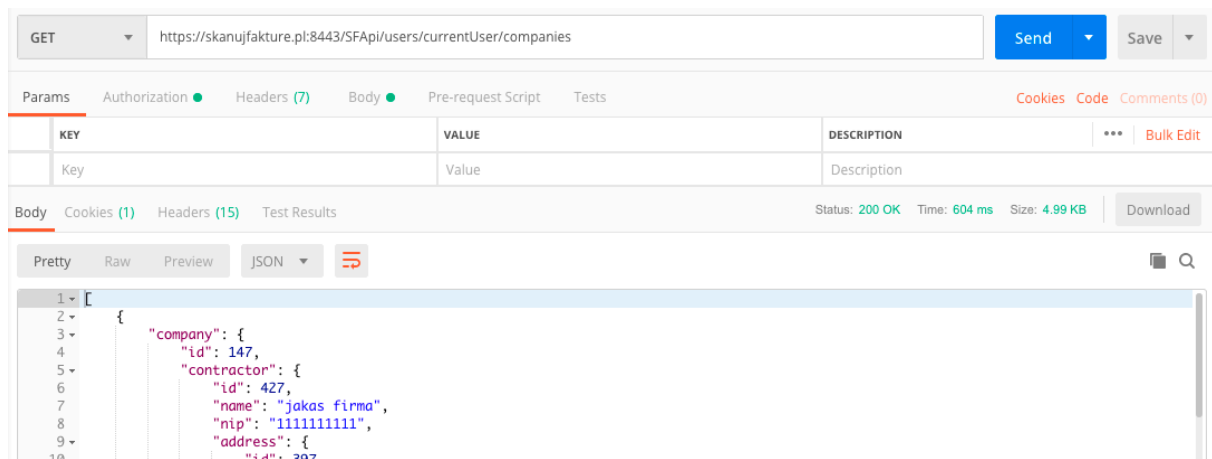 GET https://skanujfakture.pl:8443/SFApi/users/currentUser/companies Send Save
Params Authorization Headers (7) Body Pre-request Script Tests Cookies Code Comments (0)
KEY VALUE DESCRIPTION ••• Bulk Edit
Key Value Description
Body Cookies (1) Headers (15) Test Results Status: 200 OK Time: 604 ms Size: 4.99 KB Download
Pretty Raw Preview JSON
1 [
2 {
3 "company": {
4 "id": 147,
5 "contractor": {
6 "id": 427,
7 "name": "jakas firma",
8 "nip": "1111111111",
9 "address": {
10 "id": 397